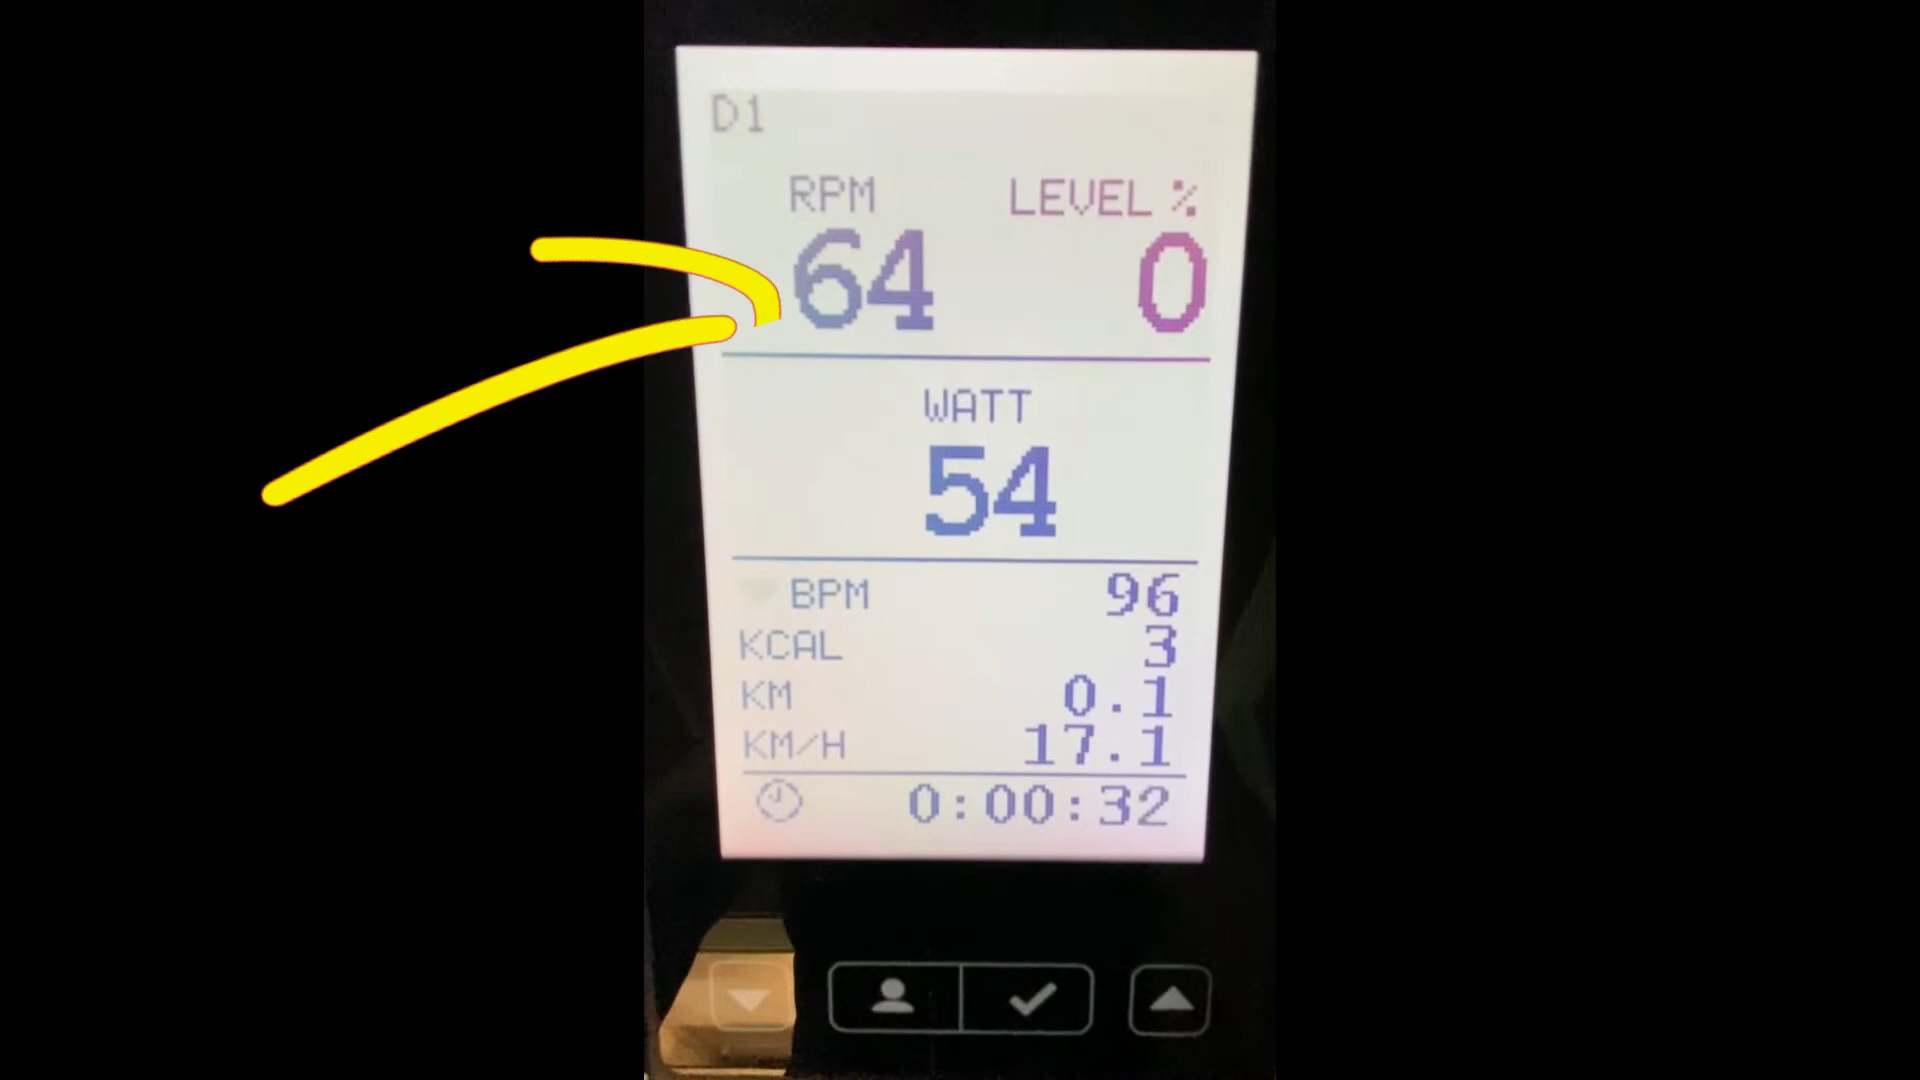 D1
RPM LEVEL %
64 0
WATT
54
BPM 96
KCAL 3
KM 0.1
KM/H 17.1
0:00:32